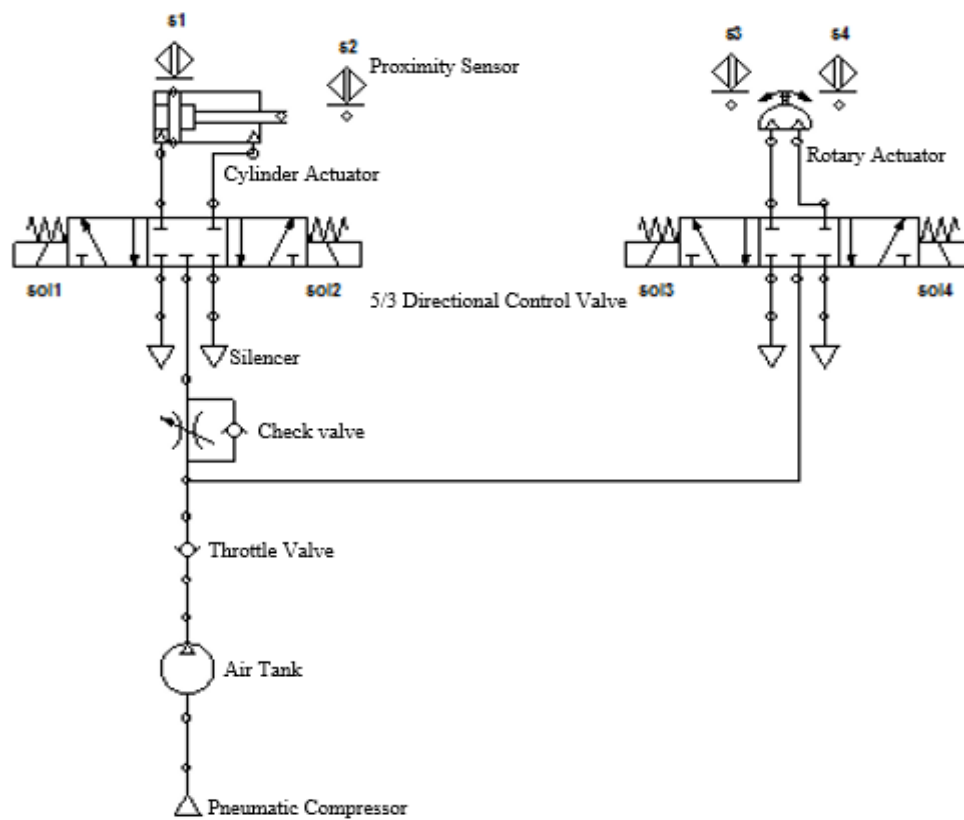 s1
s2
s3
s4
Proximity Sensor
Cylinder Actuator
Rotary Actuator
sol1
sol2
sol3
sol4
5/3 Directional Control Valve
Silencer
Check valve
Throttle Valve
Air Tank
Pneumatic Compressor